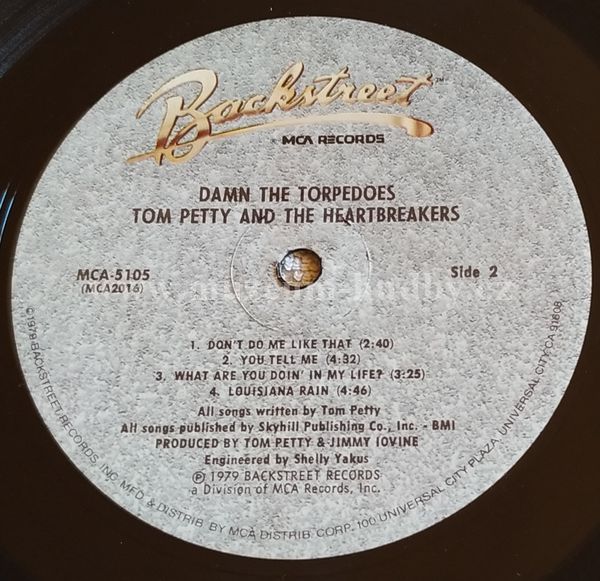 Backstreet™
MCA RECORDS
DAMN THE TORPEDOES
TOM PETTY AND THE HEARTBREAKERS
MCA-5105
(MCA2016)
Side 2
1. DON'T DO ME LIKE THAT (2:40)
2. YOU TELL ME (4:32)
3. WHAT ARE YOU DOIN' IN MY LIFE? (3:25)
4. LOUISIANA RAIN (4:46)
All songs written by Tom Petty
All songs published by Skyhill Publishing Co., Inc. - BMI
PRODUCED BY TOM PETTY & JIMMY IOVINE
Engineered by Shelly Yakus
℗ 1979 BACKSTREET RECORDS
a Division of MCA Records, Inc.
© 1979 BACKSTREET RECORDS, INC. MFD. & DISTRIB. BY MCA DISTRIB. CORP. 100 UNIVERSAL CITY PLAZA, UNIVERSAL CITY, CA 91608